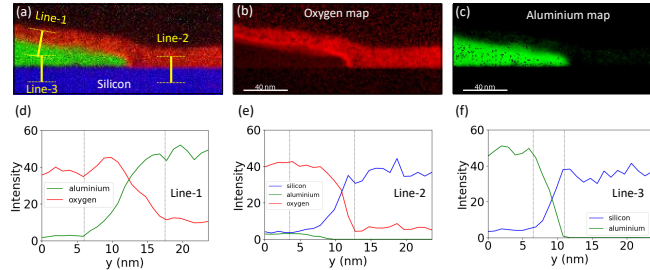 (a)
Line-1
Line-2
Line-3
Silicon
(b)
Oxygen map
40 nm
(c)
Aluminium map
40 nm
(d)
60
40
20
0
Intensity
aluminium
oxygen
Line-1
0
5
10
15
20
y (nm)
(e)
60
40
20
0
Intensity
silicon
aluminium
oxygen
Line-2
0
5
10
15
20
y (nm)
(f)
60
40
20
0
Intensity
Line-3
silicon
aluminium
0
5
10
15
20
y (nm)